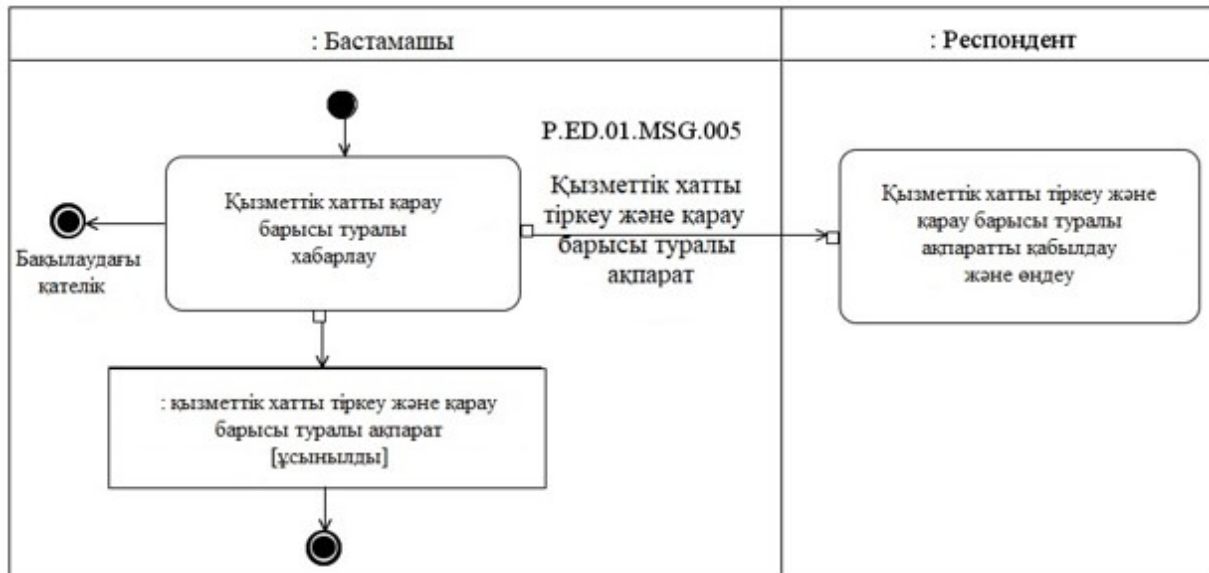 : Бастамашы
: Респондент
P.ED.01.MSG.005
Қызметтік хатты қарау
барысы туралы
хабарлау
Қызметтік хатты
тіркеу және қарау
барысы туралы
ақпарат
Қызметтік хатты тіркеу және
қарау барысы туралы
ақпаратты қабылдау
және өңдеу
Бақылаудағы
қателік
: қызметтік хатты тіркеу және қарау
барысы туралы ақпарат
[ұсынылды]